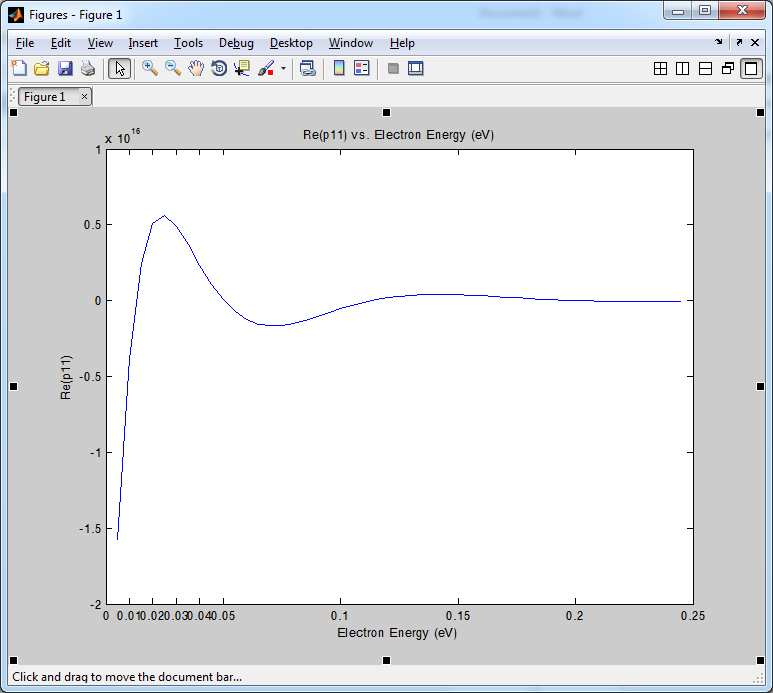 Figures - Figure 1
File Edit View Insert Tools Debug Desktop Window Help
Figure 1
x 10^16
Re(p11) vs. Electron Energy (eV)
1
0.5
0
-0.5
-1
-1.5
-2
Re(p11)
0 0.01 0.02 0.03 0.04 0.05 0.1 0.15 0.2 0.25
Electron Energy (eV)
Click and drag to move the document bar...